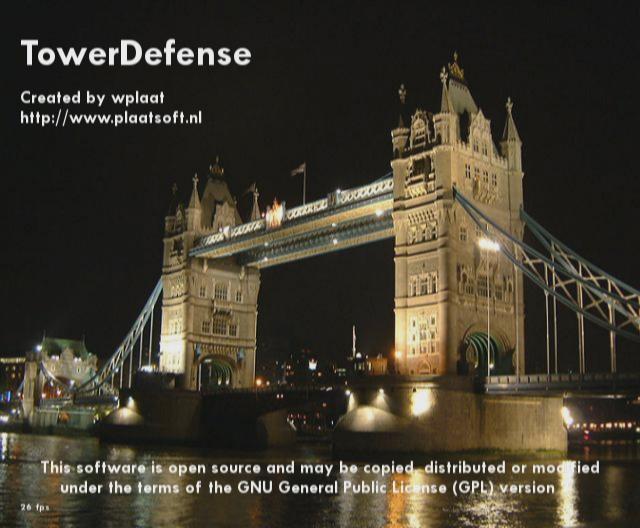 TowerDefense
Created by wplaat
http://www.plaatsoft.nl
This software is open source and may be copied, distributed or modified
under the terms of the GNU General Public License (GPL) version
26 fps